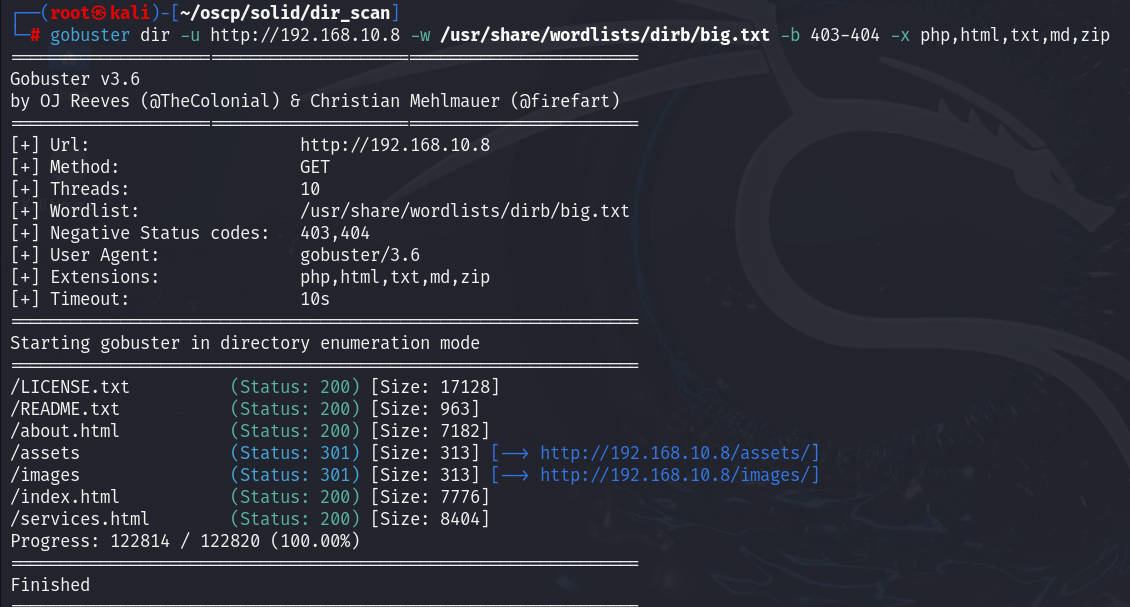 ┌──(root㉿kali)-[~/oscp/solid/dir_scan]
└─# gobuster dir -u http://192.168.10.8 -w /usr/share/wordlists/dirb/big.txt -b 403-404 -x php,html,txt,md,zip
===============================================================
Gobuster v3.6
by OJ Reeves (@TheColonial) & Christian Mehlmauer (@firefart)
===============================================================
[+] Url:                     http://192.168.10.8
[+] Method:                  GET
[+] Threads:                 10
[+] Wordlist:                /usr/share/wordlists/dirb/big.txt
[+] Negative Status codes:   403,404
[+] User Agent:              gobuster/3.6
[+] Extensions:              php,html,txt,md,zip
[+] Timeout:                 10s
===============================================================
Starting gobuster in directory enumeration mode
===============================================================
/LICENSE.txt          (Status: 200) [Size: 17128]
/README.txt           (Status: 200) [Size: 963]
/about.html           (Status: 200) [Size: 7182]
/assets               (Status: 301) [Size: 313] [--> http://192.168.10.8/assets/]
/images               (Status: 301) [Size: 313] [--> http://192.168.10.8/images/]
/index.html           (Status: 200) [Size: 7776]
/services.html        (Status: 200) [Size: 8404]
Progress: 122814 / 122820 (100.00%)
===============================================================
Finished
===============================================================